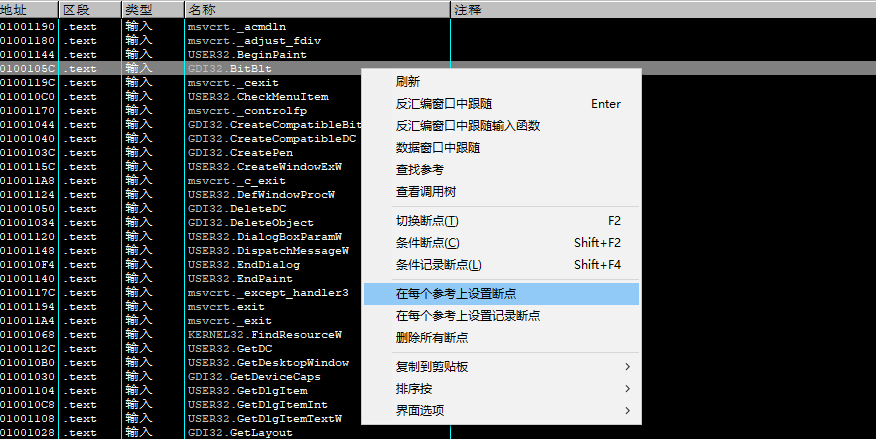 地址 区段 类型 名称 注释
01001190 .text 输入 msvcrt._acmdln
01001180 .text 输入 msvcrt._adjust_fdiv
01001144 .text 输入 USER32.BeginPaint
0100105C .text 输入 GDI32.BitBlt
0100119C .text 输入 msvcrt._cexit
010010C0 .text 输入 USER32.CheckMenuItem
01001170 .text 输入 msvcrt._controlfp
01001044 .text 输入 GDI32.CreateCompatibleBit
01001040 .text 输入 GDI32.CreateCompatibleDC
0100103C .text 输入 GDI32.CreatePen
0100115C .text 输入 USER32.CreateWindowExW
010011A8 .text 输入 msvcrt._c_exit
01001124 .text 输入 USER32.DefWindowProcW
01001050 .text 输入 GDI32.DeleteDC
01001034 .text 输入 GDI32.DeleteObject
01001120 .text 输入 USER32.DialogBoxParamW
01001148 .text 输入 USER32.DispatchMessageW
010010F4 .text 输入 USER32.EndDialog
01001140 .text 输入 USER32.EndPaint
0100117C .text 输入 msvcrt._except_handler3
01001194 .text 输入 msvcrt.exit
010011A4 .text 输入 msvcrt._exit
01001068 .text 输入 KERNEL32.FindResourceW
0100112C .text 输入 USER32.GetDC
010010B0 .text 输入 USER32.GetDesktopWindow
01001030 .text 输入 GDI32.GetDeviceCaps
01001104 .text 输入 USER32.GetDlgItem
010010C8 .text 输入 USER32.GetDlgItemInt
01001108 .text 输入 USER32.GetDlgItemTextW
01001028 .text 输入 GDI32.GetLayout
刷新
反汇编窗口中跟随 Enter
反汇编窗口中跟随输入函数
数据窗口中跟随
查找参考
查看调用树
切换断点(T) F2
条件断点(C) Shift+F2
条件记录断点(L) Shift+F4
在每个参考上设置断点
在每个参考上设置记录断点
删除所有断点
复制到剪贴板
排序按
界面选项